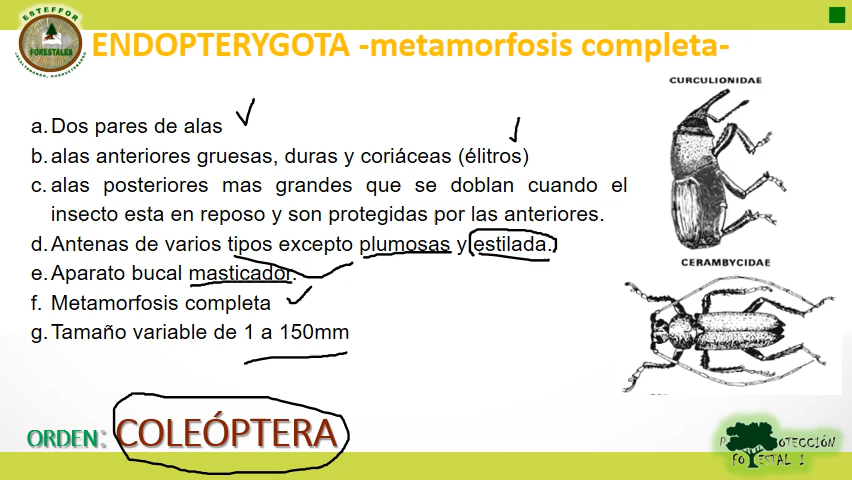 ESTEFFOR
FORESTALES
ENDOPTERYGOTA -metamorfosis completa-
CURCULIONIDAE
a. Dos pares de alas
b. alas anteriores gruesas, duras y coriáceas (élitros)
c. alas posteriores mas grandes que se doblan cuando el
insecto esta en reposo y son protegidas por las anteriores.
d. Antenas de varios tipos excepto plumosas y estilada.
CERAMBYCIDAE
e. Aparato bucal masticador.
f. Metamorfosis completa
g. Tamaño variable de 1 a 150mm
ORDEN: COLEÓPTERA